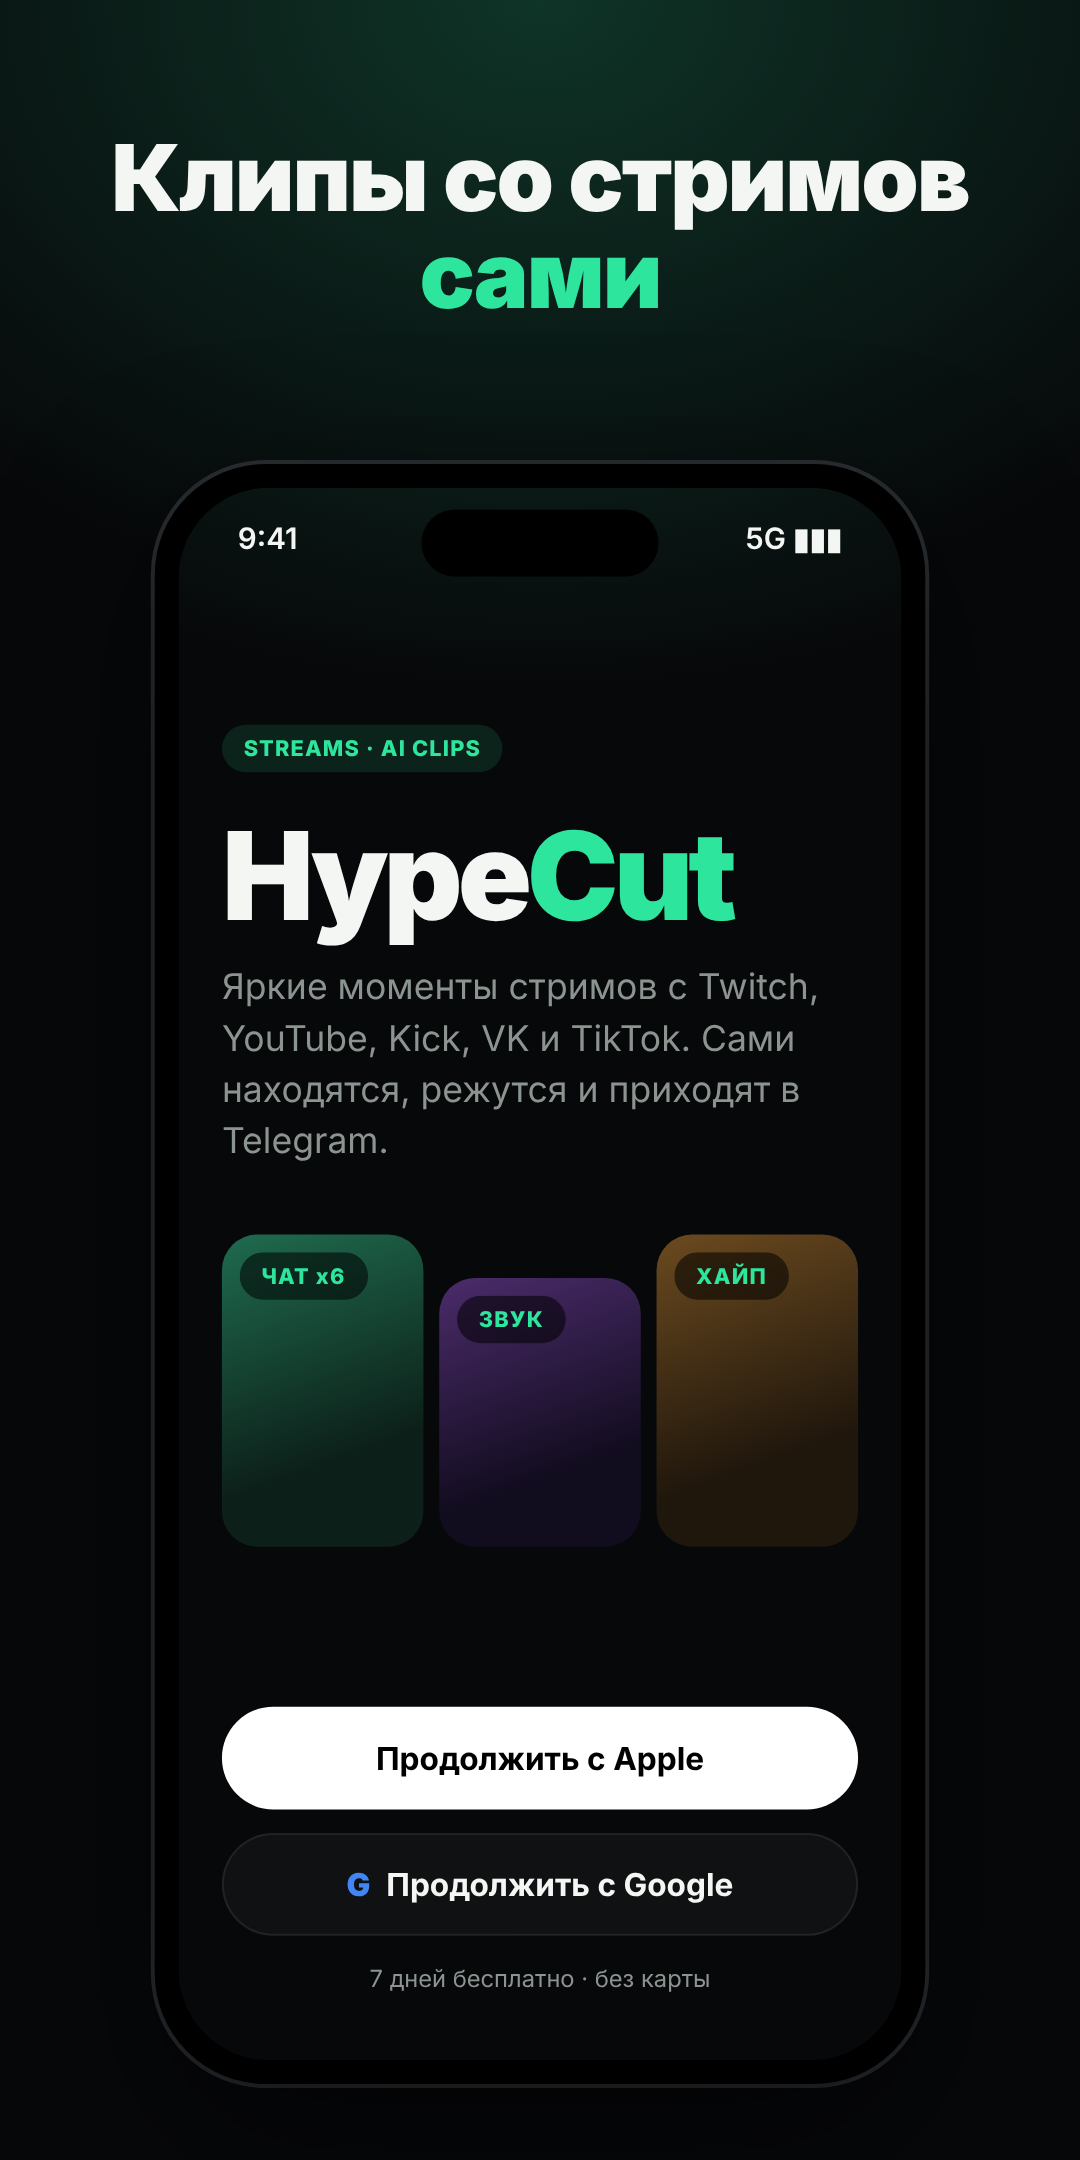 Клипы со стримов
сами
9:41
5G
STREAMS · AI CLIPS
HypeCut
Яркие моменты стримов с Twitch,
YouTube, Kick, VK и TikTok. Сами
находятся, режутся и приходят в
Telegram.
ЧАТ x6
ЗВУК
ХАЙП
Продолжить с Apple
G Продолжить с Google
7 дней бесплатно · без карты